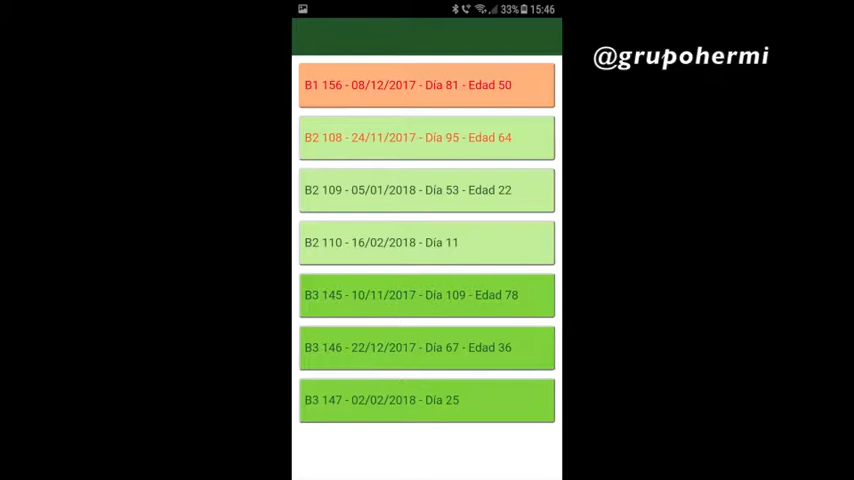 33% 15:46
@grupohermi
B1 156 - 08/12/2017 - Día 81 - Edad 50
B2 108 - 24/11/2017 - Día 95 - Edad 64
B2 109 - 05/01/2018 - Día 53 - Edad 22
B2 110 - 16/02/2018 - Día 11
B3 145 - 10/11/2017 - Día 109 - Edad 78
B3 146 - 22/12/2017 - Día 67 - Edad 36
B3 147 - 02/02/2018 - Día 25